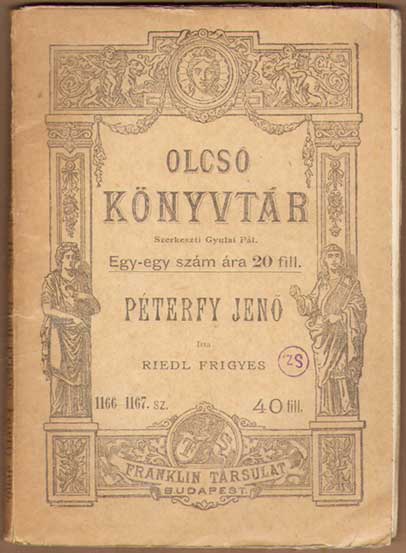 OLCSÓ
KÖNYVTÁR
Szerkeszti Gyulai Pál.
Egy-egy szám ára 20 fill.
PÉTERFY JENŐ
Irta
RIEDL FRIGYES
Sz.
1166–1167. sz.
40 fill.
FRANKLIN TÁRSULAT
BUDAPEST.